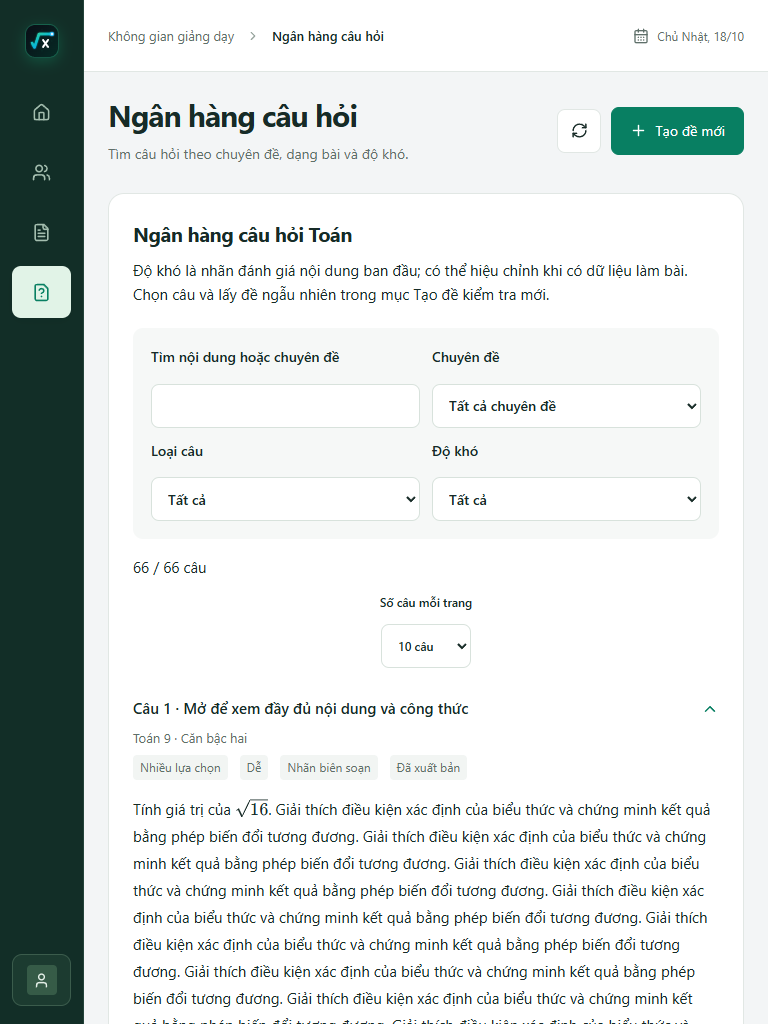 √x
Không gian giảng dạy > Ngân hàng câu hỏi
Chủ Nhật, 18/10
Ngân hàng câu hỏi
Tìm câu hỏi theo chuyên đề, dạng bài và độ khó.
+ Tạo đề mới
Ngân hàng câu hỏi Toán
Độ khó là nhãn đánh giá nội dung ban đầu; có thể hiệu chỉnh khi có dữ liệu làm bài.
Chọn câu và lấy đề ngẫu nhiên trong mục Tạo đề kiểm tra mới.
Tìm nội dung hoặc chuyên đề
Chuyên đề
Tất cả chuyên đề
Loại câu
Độ khó
Tất cả
Tất cả
66 / 66 câu
Số câu mỗi trang
10 câu
Câu 1 · Mở để xem đầy đủ nội dung và công thức
Toán 9 · Căn bậc hai
Nhiều lựa chọn Dễ Nhãn biên soạn Đã xuất bản
Tính giá trị của √16. Giải thích điều kiện xác định của biểu thức và chứng minh kết quả
bằng phép biến đổi tương đương. Giải thích điều kiện xác định của biểu thức và chứng
minh kết quả bằng phép biến đổi tương đương. Giải thích điều kiện xác định của biểu
thức và chứng minh kết quả bằng phép biến đổi tương đương. Giải thích điều kiện xác
định của biểu thức và chứng minh kết quả bằng phép biến đổi tương đương. Giải thích
điều kiện xác định của biểu thức và chứng minh kết quả bằng phép biến đổi tương
đương. Giải thích điều kiện xác định của biểu thức và chứng minh kết quả bằng phép
biến đổi tương đương. Giải thích điều kiện xác định của biểu thức và chứng minh kết